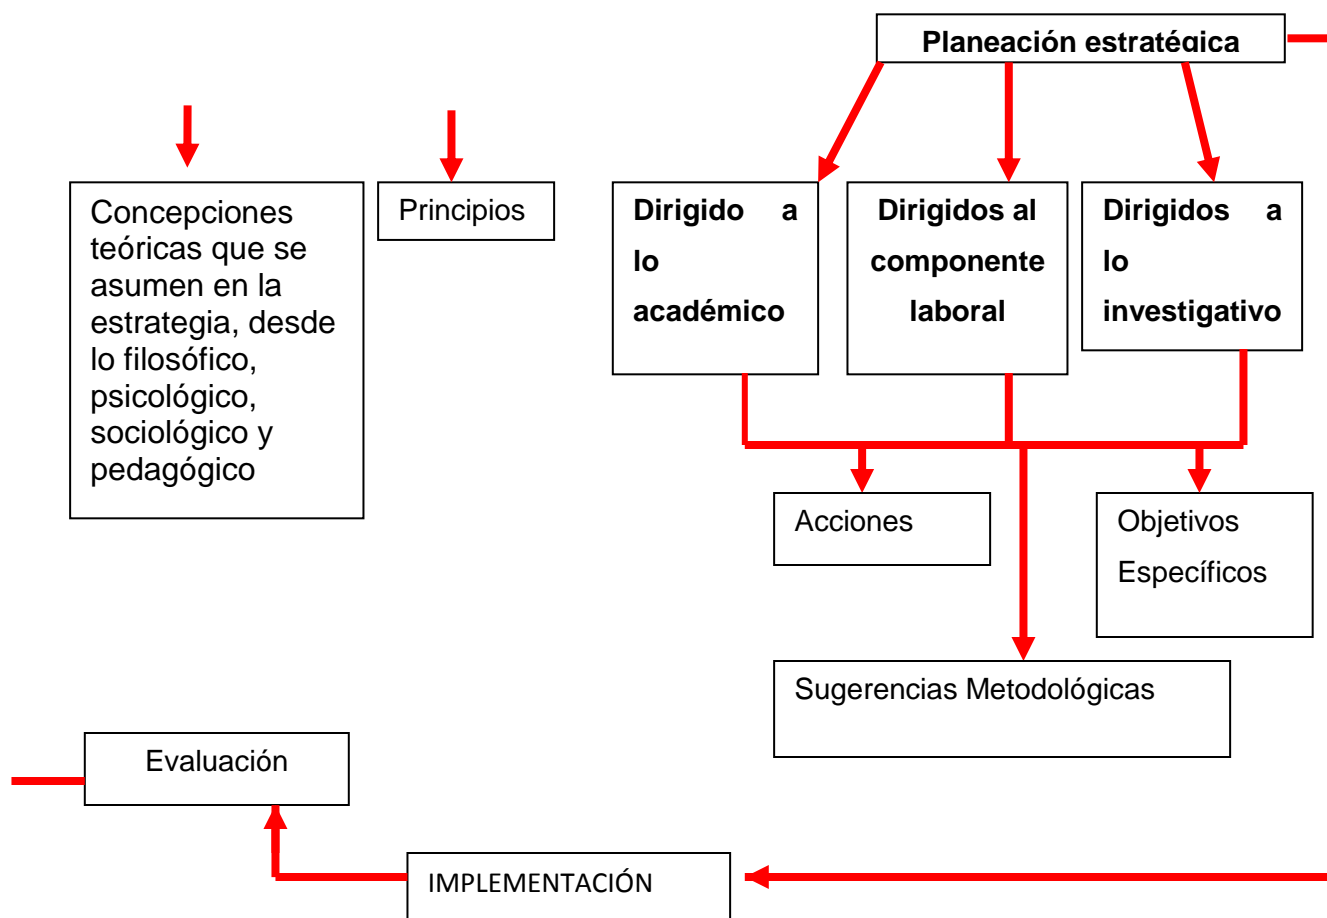 Planeación estratégica
Concepciones
teóricas que se
asumen en la
estrategia, desde
lo filosófico,
psicológico,
sociológico y
pedagógico
Principios
Dirigido a
lo
académico
Dirigidos al
componente
laboral
Dirigidos a
lo
investigativo
Acciones
Objetivos
Específicos
Sugerencias Metodológicas
Evaluación
IMPLEMENTACIÓN